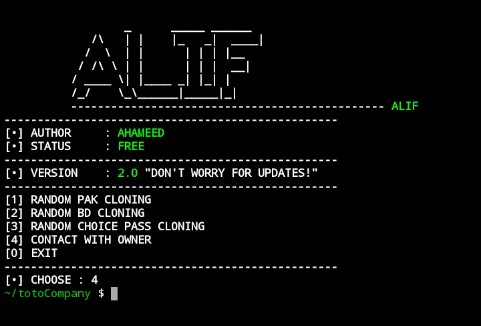 ALIF
ALIF
[•] AUTHOR : AHAMEED
[•] STATUS : FREE
[•] VERSION : 2.0 "DON'T WORRY FOR UPDATES!"
[1] RANDOM PAK CLONING
[2] RANDOM BD CLONING
[3] RANDOM CHOICE PASS CLONING
[4] CONTACT WITH OWNER
[0] EXIT
[•] CHOOSE : 4
~/totoCompany $